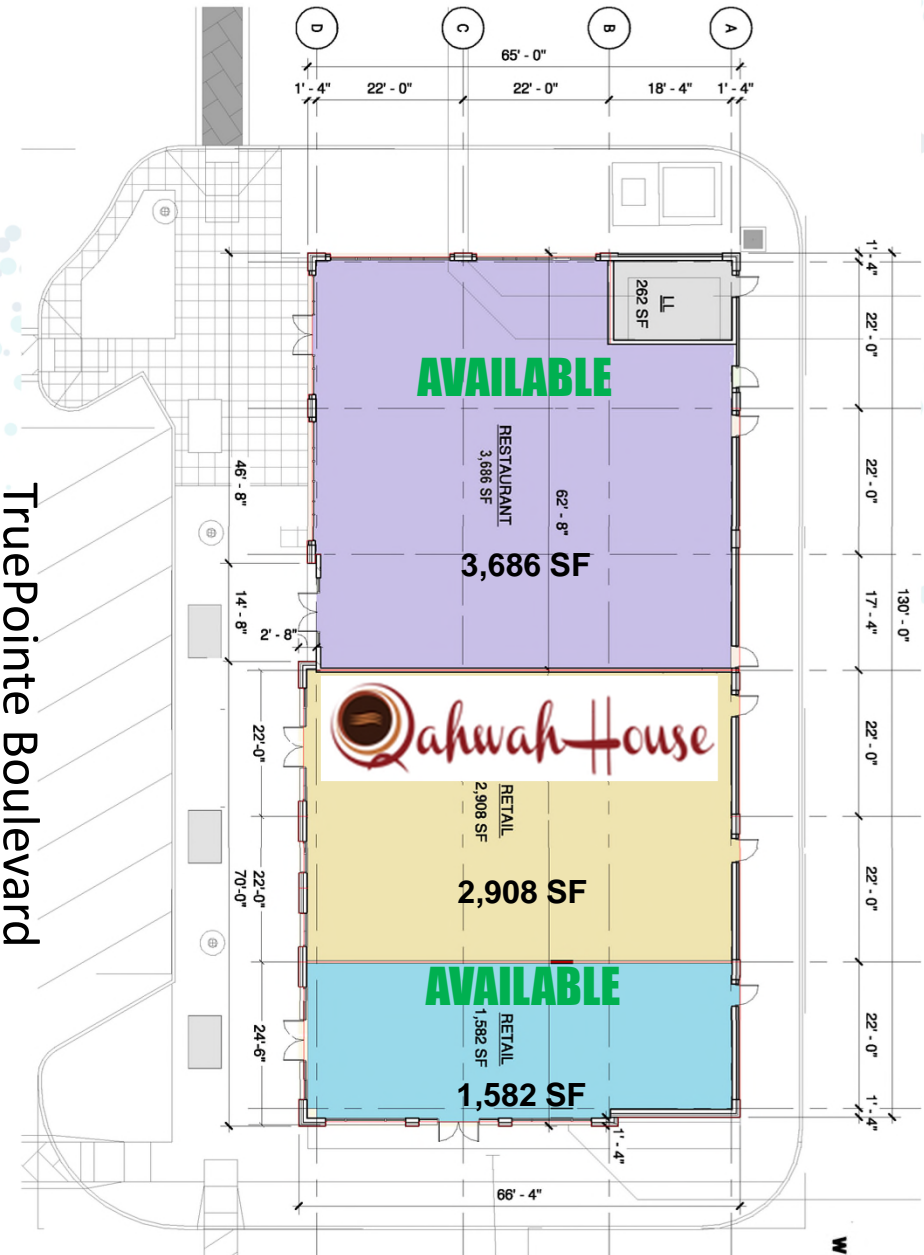 D
C
B
A
65' - 0"
1' - 4"
22' - 0"
22' - 0"
18' - 4"
1' - 4"
1' - 4"
22' - 0"
22' - 0"
17' - 4"
130' - 0"
22' - 0"
22' - 0"
22' - 0"
1' - 4"
LL
262 SF
AVAILABLE
RESTAURANT
3,686 SF
62' - 8"
3,686 SF
46' - 8"
14' - 8"
2' - 8"
Qahwah House
RETAIL
2,908 SF
2,908 SF
22'-0"
22'-0"
70'-0"
24'-6"
AVAILABLE
RETAIL
1,582 SF
1,582 SF
1' - 4"
66' - 4"
TruePointe Boulevard
W